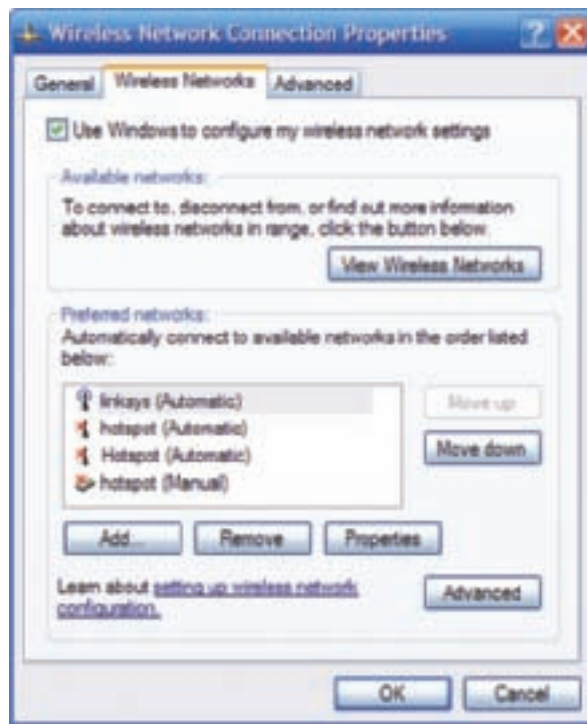 Wireless Network Connection Properties
General Wireless Networks Advanced
Use Windows to configure my wireless network settings
Available networks:
To connect to, disconnect from, or find out more information
about wireless networks in range, click the button below.
View Wireless Networks
Preferred networks:
Automatically connect to available networks in the order listed
below:
linksys (Automatic)
Move up
hotspot (Automatic)
Hotspot (Automatic)
Move down
hotspot (Manual)
Add... Remove Properties
Learn about setting up wireless network
configuration.
Advanced
OK Cancel